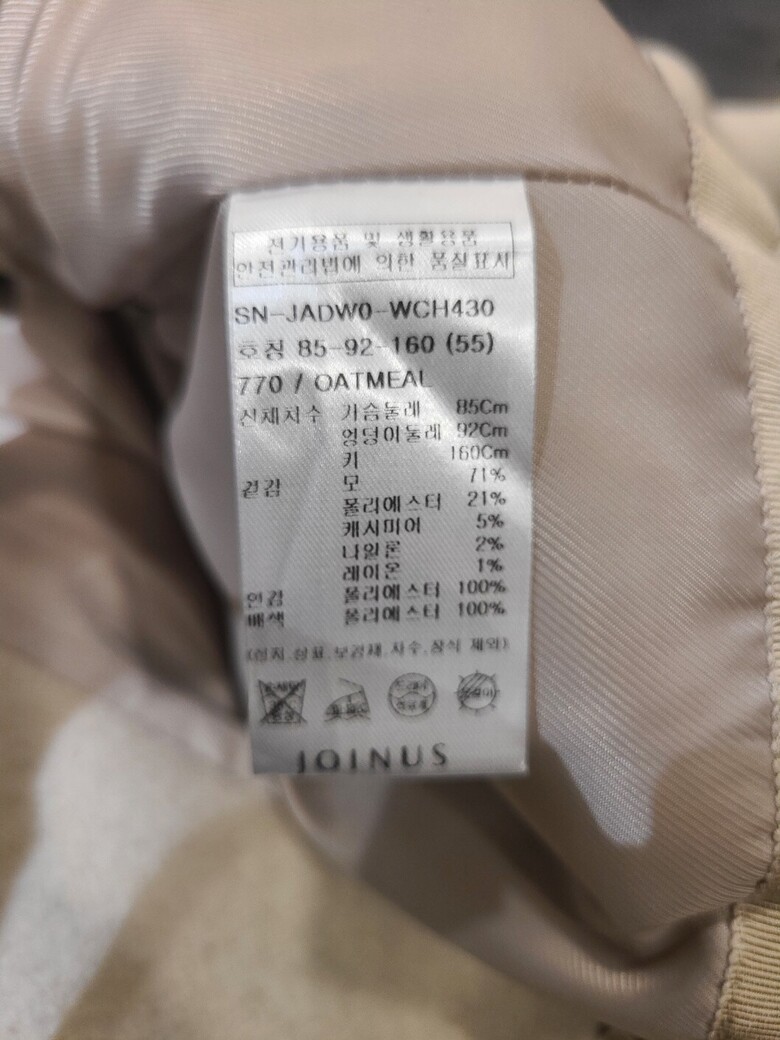 전기용품 및 생활용품
안전관리법에 의한 품질표시
SN-JADW0-WCH430
호칭 85-92-160 (55)
770 / OATMEAL
신체치수 가슴둘레 85Cm
엉덩이둘레 92Cm
키 160Cm
겉감 모 71%
폴리에스터 21%
캐시미어 5%
나일론 2%
레이온 1%
안감 폴리에스터 100%
배색 폴리에스터 100%
(심지,상표,보강재,자수,장식 제외)
JOINUS